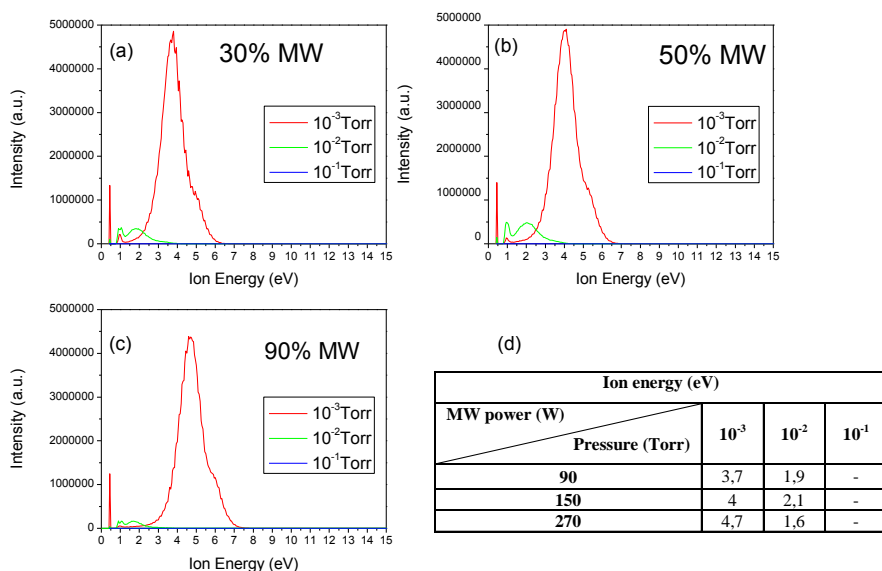 (a)
30% MW
5000000
4000000
3000000
2000000
1000000
0
Intensity (a.u.)
10⁻³Torr
10⁻²Torr
10⁻¹Torr
0 1 2 3 4 5 6 7 8 9 10 11 12 13 14 15
Ion Energy (eV)
(b)
50% MW
5000000
4000000
3000000
2000000
1000000
0
Intensity (a.u.)
10⁻³Torr
10⁻²Torr
10⁻¹Torr
0 1 2 3 4 5 6 7 8 9 10 11 12 13 14 15
Ion Energy (eV)
(c)
90% MW
5000000
4000000
3000000
2000000
1000000
0
Intensity (a.u.)
10⁻³Torr
10⁻²Torr
10⁻¹Torr
0 1 2 3 4 5 6 7 8 9 10 11 12 13 14 15
Ion Energy (eV)
(d)
Ion energy (eV)
MW power (W)
Pressure (Torr)
10⁻³ 10⁻² 10⁻¹
90 3,7 1,9 -
150 4 2,1 -
270 4,7 1,6 -